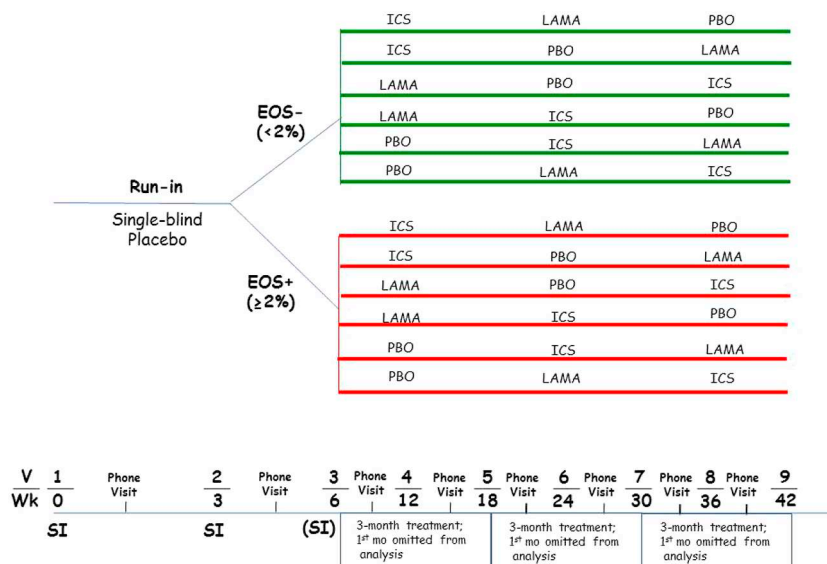 ICS LAMA PBO
ICS PBO LAMA
LAMA PBO ICS
EOS-
(<2%)
LAMA ICS PBO
PBO ICS LAMA
PBO LAMA ICS
Run-in
Single-blind
Placebo
EOS+
(≥2%)
ICS LAMA PBO
ICS PBO LAMA
LAMA PBO ICS
LAMA ICS PBO
PBO ICS LAMA
PBO LAMA ICS
V 1 Phone Visit 2 Phone Visit 3 Phone Visit 4 Phone Visit 5 Phone Visit 6 Phone Visit 7 Phone Visit 8 Phone Visit 9
Wk 0 3 6 12 18 24 30 36 42
SI SI (SI)
3-month treatment;
1st mo omitted from
analysis
3-month treatment;
1st mo omitted from
analysis
3-month treatment;
1st mo omitted from
analysis